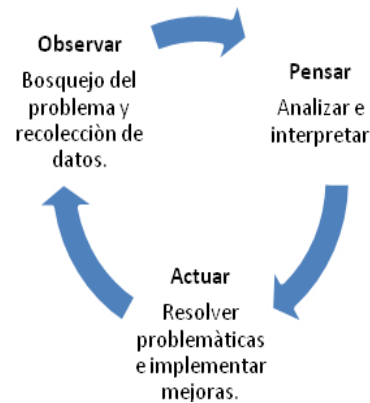 Observar
Bosquejo del
problema y
recolecciòn de
datos.
Pensar
Analizar e
interpretar
Actuar
Resolver
problemàticas
e implementar
mejoras.